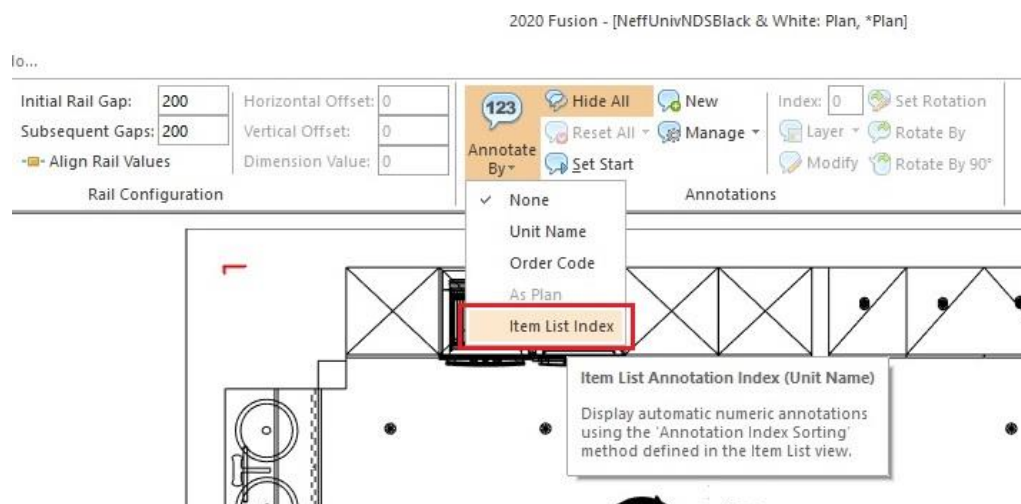 2020 Fusion - [NeffUnivNDSBlack & White: Plan, *Plan]
lo...
Initial Rail Gap: 200
Subsequent Gaps: 200
Align Rail Values
Rail Configuration
Horizontal Offset: 0
Vertical Offset: 0
Dimension Value: 0
123
Annotate
By
Hide All
Reset All
Set Start
New
Manage
Index: 0
Layer
Modify
Set Rotation
Rotate By
Rotate By 90°
Annotations
None
Unit Name
Order Code
As Plan
Item List Index
Item List Annotation Index (Unit Name)
Display automatic numeric annotations
using the 'Annotation Index Sorting'
method defined in the Item List view.